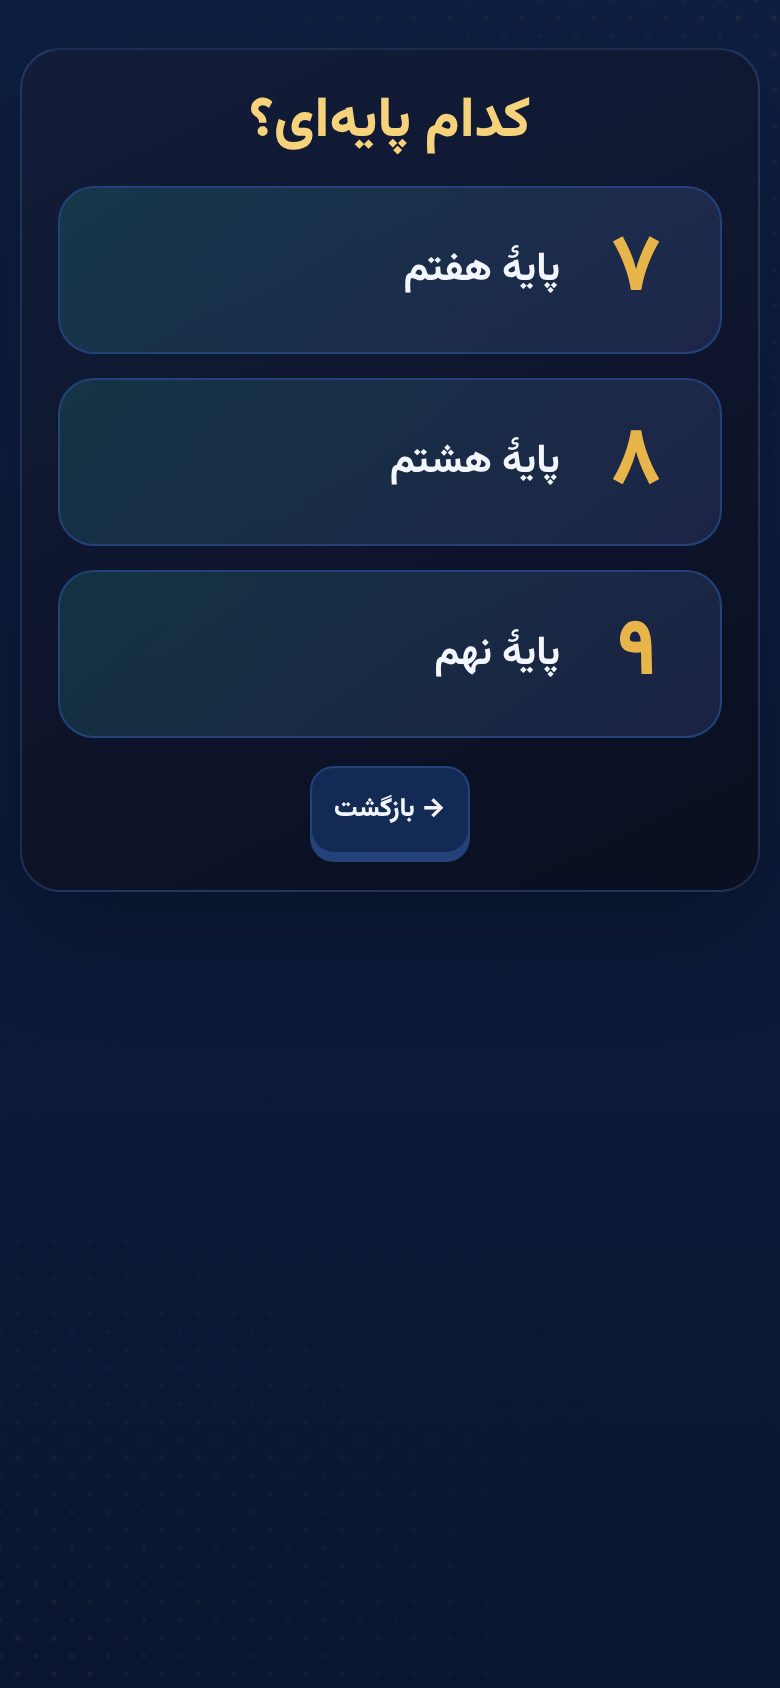 کدام پایه‌ای؟
۷ پایهٔ هفتم
۸ پایهٔ هشتم
۹ پایهٔ نهم
→ بازگشت